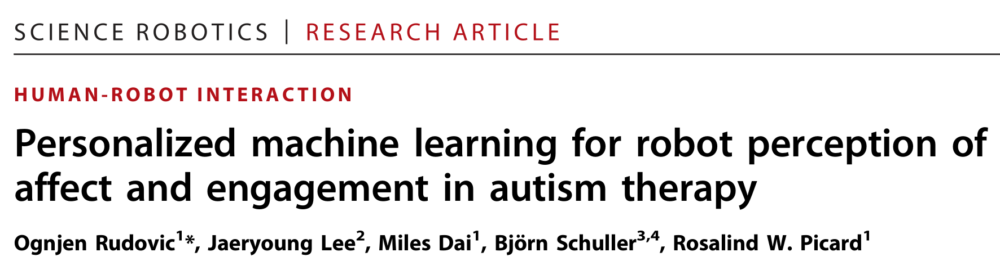 SCIENCE ROBOTICS | RESEARCH ARTICLE
HUMAN-ROBOT INTERACTION
Personalized machine learning for robot perception of
affect and engagement in autism therapy
Ognjen Rudovic¹*, Jaeryoung Lee², Miles Dai¹, Björn Schuller³,⁴, Rosalind W. Picard¹